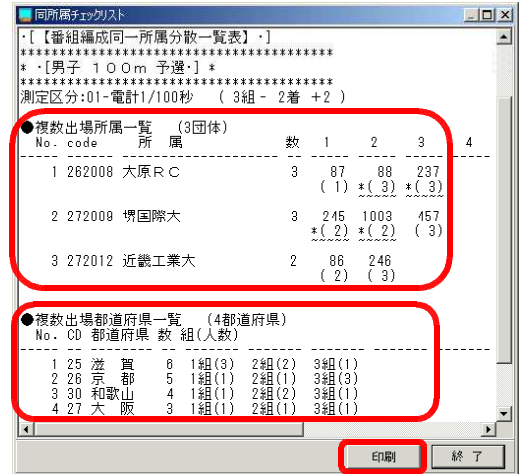 同所属チェックリスト
・[【番組編成同一所属分散一覧表】・]
****************************************
* ・[男子 100m 予選・] *
****************************************
測定区分:01-電計1/100秒 ( 3組- 2着 +2 )
●複数出場所属一覧 (3団体)
No. code 所 属 数 1 2 3 4
1 262008 大原RC 3 87 88 237
( 1) *( 3) *( 3)
2 272009 堺国際大 3 245 1003 457
*( 2) *( 2) ( 3)
3 272012 近畿工業大 2 86 246
( 2) ( 3)
●複数出場都道府県一覧 (4都道府県)
No. CD 都道府県 数 組(人数)
1 25 滋 賀 6 1組(3) 2組(2) 3組(1)
2 26 京 都 5 1組(1) 2組(1) 3組(3)
3 30 和歌山 4 1組(1) 2組(2) 3組(1)
4 27 大 阪 3 1組(1) 2組(1) 3組(1)
印刷 終 了